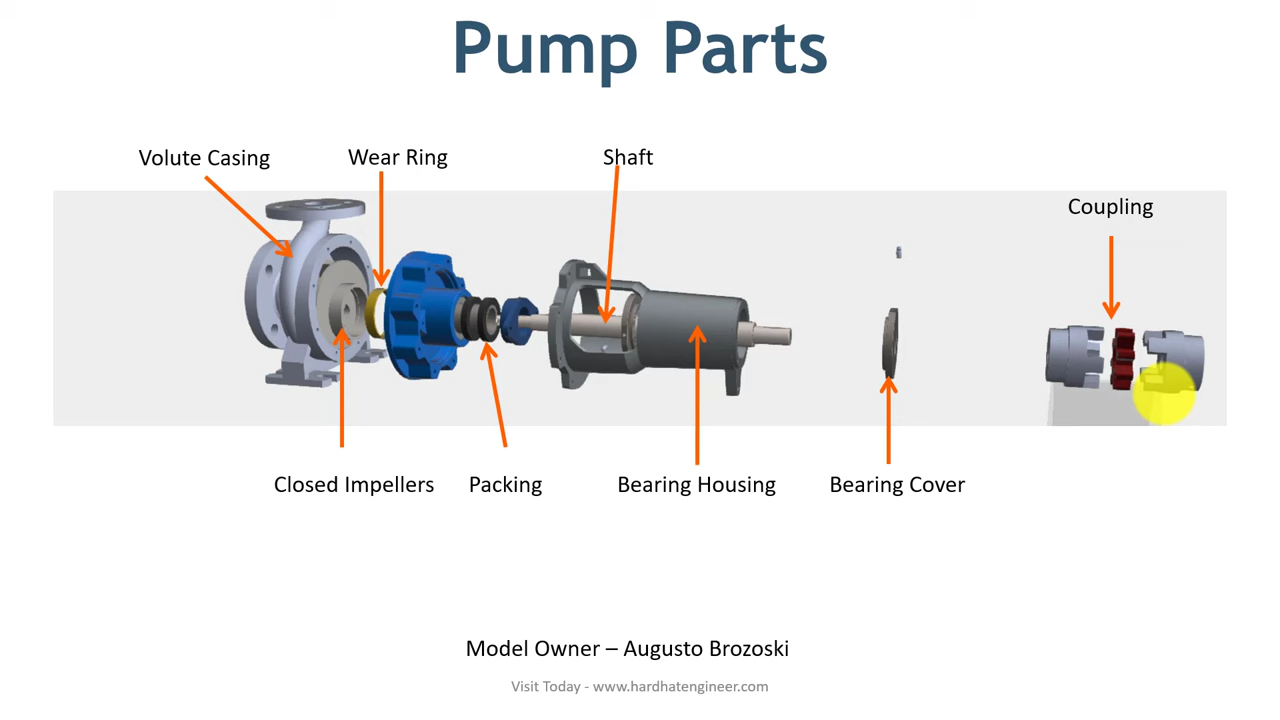 Pump Parts
Volute Casing
Wear Ring
Shaft
Coupling
Closed Impellers
Packing
Bearing Housing
Bearing Cover
Model Owner – Augusto Brozoski
Visit Today - www.hardhatengineer.com